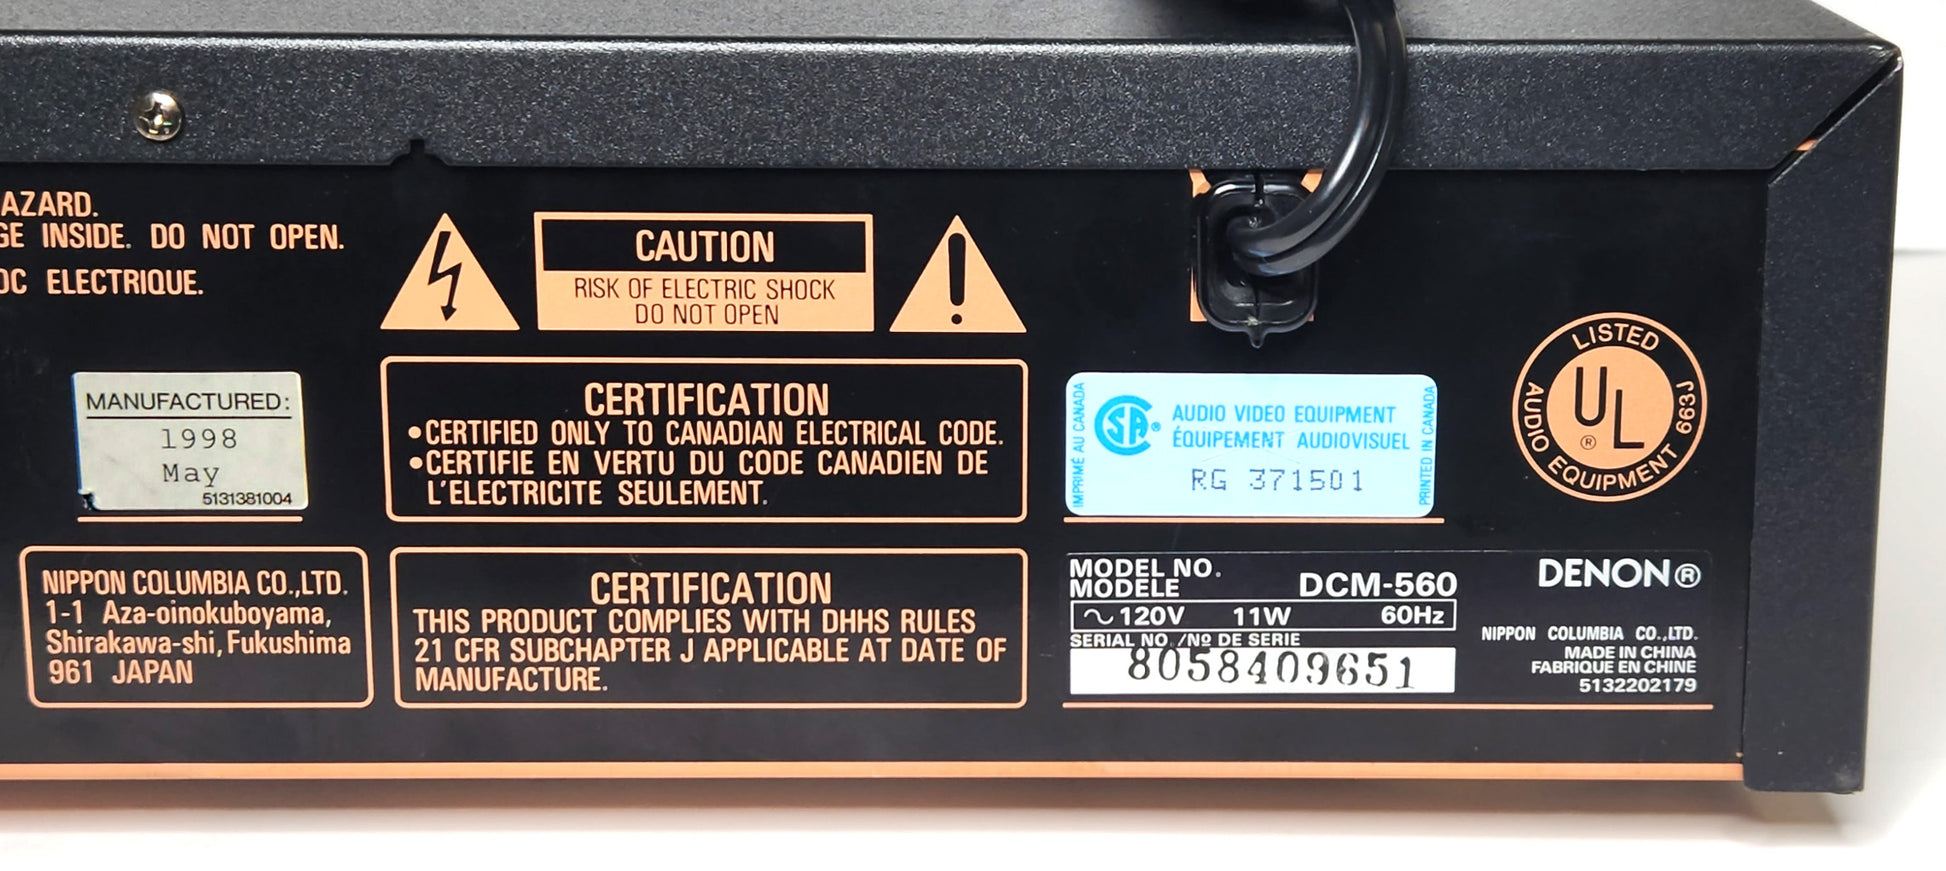 AZARD.
GE INSIDE. DO NOT OPEN.
OC ELECTRIQUE.
CAUTION
RISK OF ELECTRIC SHOCK
DO NOT OPEN
MANUFACTURED:
1998
May
5131381004
CERTIFICATION
•CERTIFIED ONLY TO CANADIAN ELECTRICAL CODE.
•CERTIFIE EN VERTU DU CODE CANADIEN DE
L'ELECTRICITE SEULEMENT.
IMPRIMÉ AU CANADA
CSA®
AUDIO VIDEO EQUIPMENT
ÉQUIPEMENT AUDIOVISUEL
RG 371501
PRINTED IN CANADA
LISTED
UL
®
AUDIO EQUIPMENT 663J
NIPPON COLUMBIA CO.,LTD.
1-1 Aza-oinokuboyama,
Shirakawa-shi, Fukushima
961 JAPAN
CERTIFICATION
THIS PRODUCT COMPLIES WITH DHHS RULES
21 CFR SUBCHAPTER J APPLICABLE AT DATE OF
MANUFACTURE.
MODEL NO.
MODÈLE
DCM-560
~120V 11W 60Hz
SERIAL NO./Nº DE SERIE
8058409651
DENON®
NIPPON COLUMBIA CO.,LTD.
MADE IN CHINA
FABRIQUE EN CHINE
5132202179